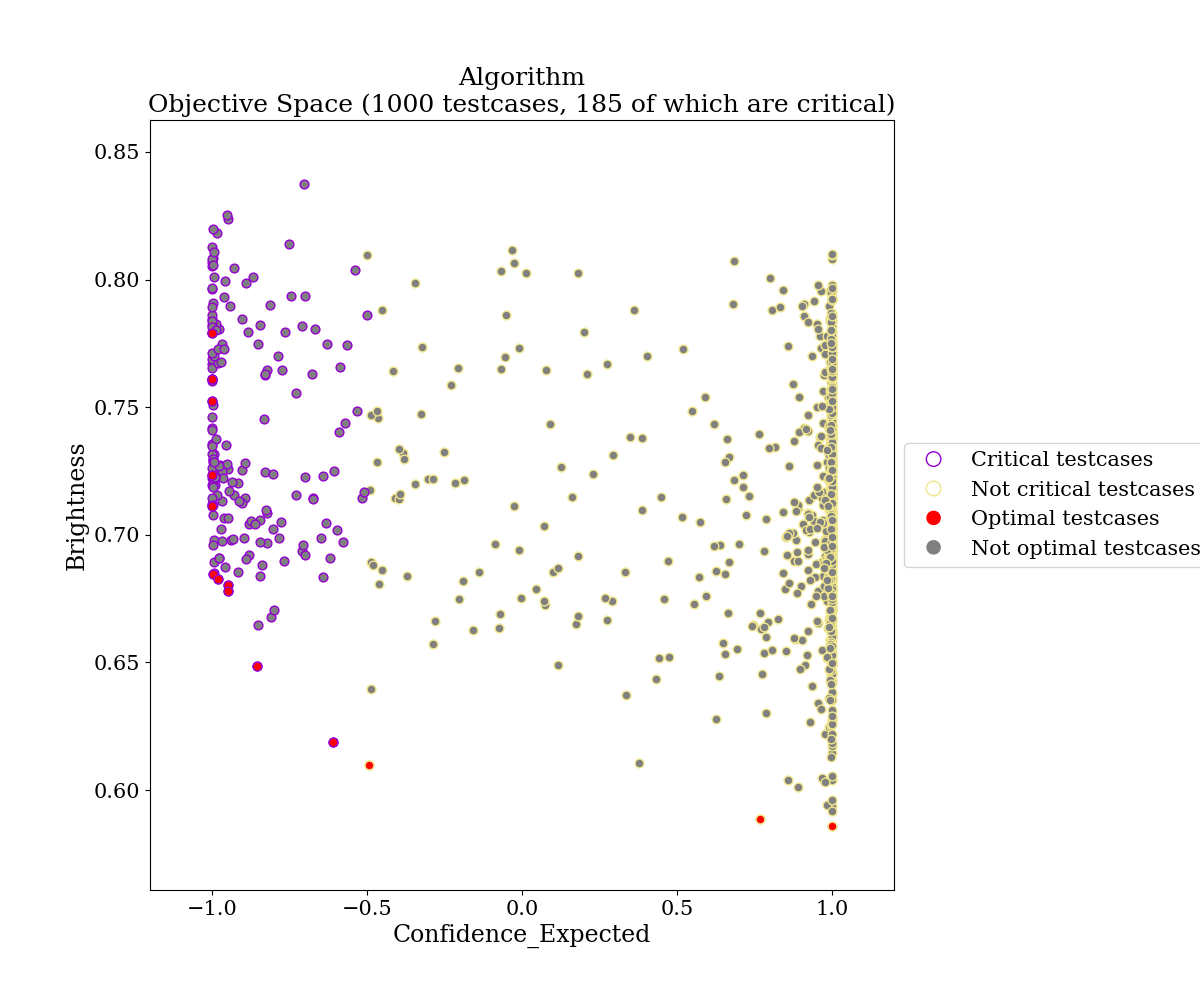 Algorithm
Objective Space (1000 testcases, 185 of which are critical)
0.85
0.80
0.75
0.70
0.65
0.60
Brightness
−1.0
−0.5
0.0
0.5
1.0
Confidence_Expected
Critical testcases
Not critical testcases
Optimal testcases
Not optimal testcases